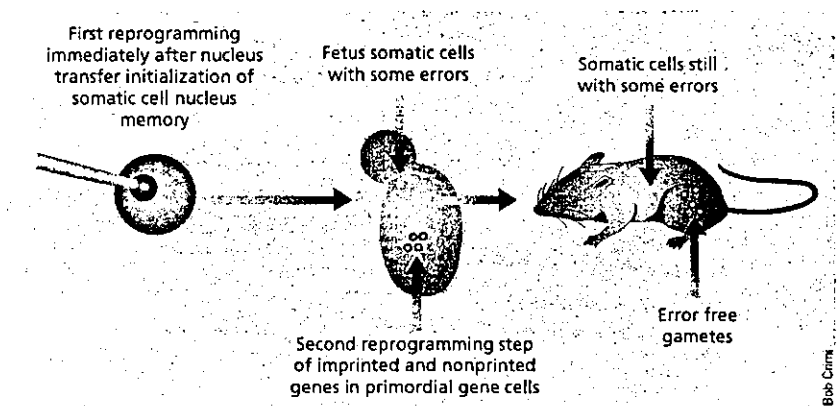 First reprogramming
immediately after nucleus
transfer initialization of
somatic cell nucleus
memory
Fetus somatic cells
with some errors
Somatic cells still
with some errors
Second reprogramming step
of imprinted and nonprinted
genes in primordial gene cells
Error free
gametes
Bob Crimi